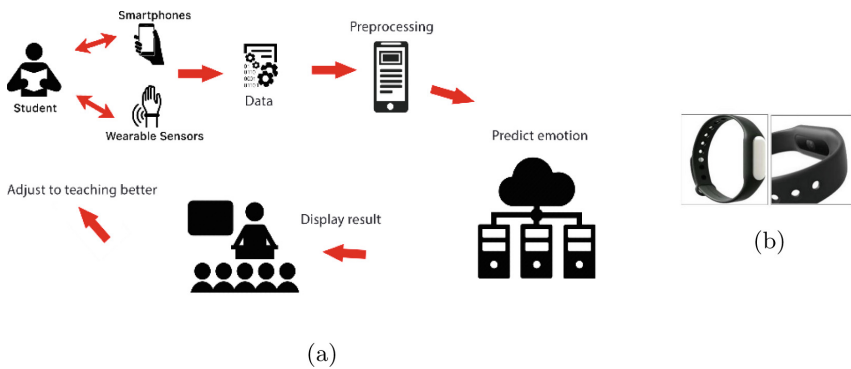 Smartphones
Preprocessing
Student
Data
Wearable Sensors
Predict emotion
Adjust to teaching better
Display result
(a)
(b)